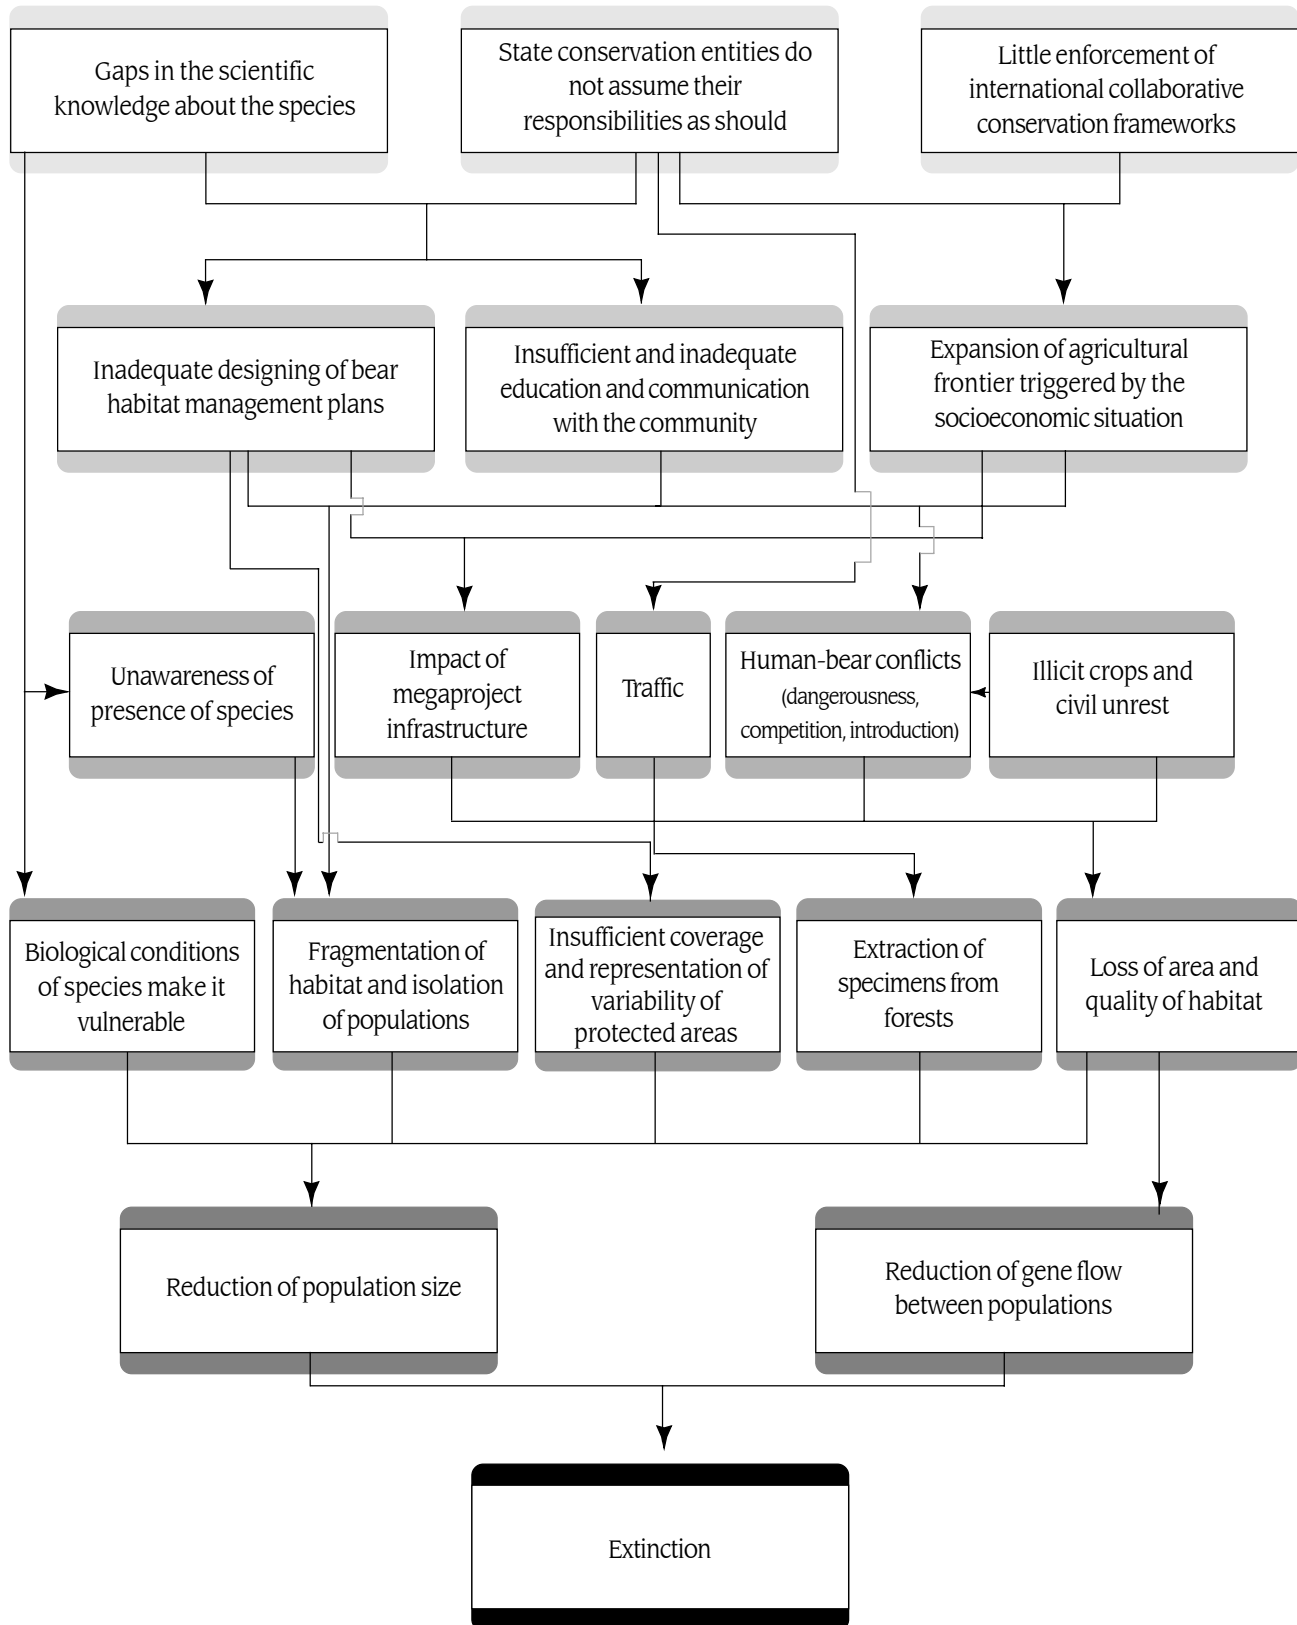 Gaps in the scientific
knowledge about the species
State conservation entities do
not assume their
responsibilities as should
Little enforcement of
international collaborative
conservation frameworks
Inadequate designing of bear
habitat management plans
Insufficient and inadequate
education and communication
with the community
Expansion of agricultural
frontier triggered by the
socioeconomic situation
Unawareness of
presence of species
Impact of
megaproject
infrastructure
Traffic
Human-bear conflicts
(dangerousness,
competition, introduction)
Illicit crops and
civil unrest
Biological conditions
of species make it
vulnerable
Fragmentation of
habitat and isolation
of populations
Insufficient coverage
and representation of
variability of
protected areas
Extraction of
specimens from
forests
Loss of area and
quality of habitat
Reduction of population size
Reduction of gene flow
between populations
Extinction